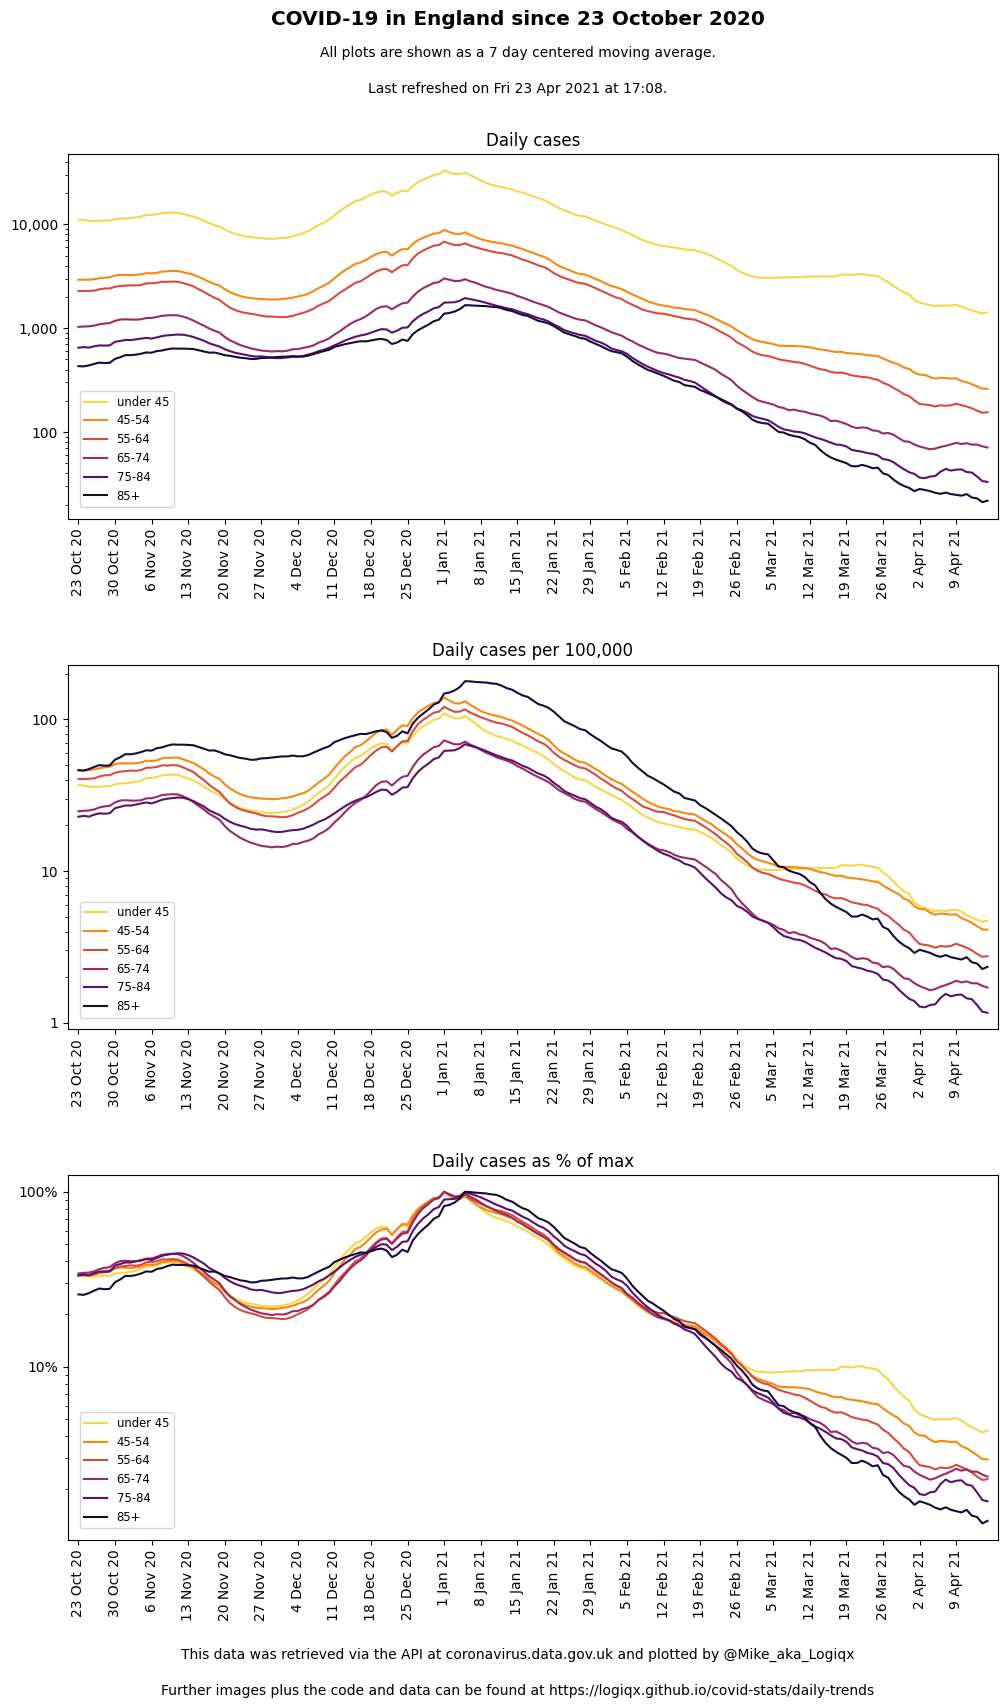 COVID-19 in England since 23 October 2020
All plots are shown as a 7 day centered moving average.
Last refreshed on Fri 23 Apr 2021 at 17:08.
Daily cases
10,000
1,000
100
under 45
45-54
55-64
65-74
75-84
85+
23 Oct 20
30 Oct 20
6 Nov 20
13 Nov 20
20 Nov 20
27 Nov 20
4 Dec 20
11 Dec 20
18 Dec 20
25 Dec 20
1 Jan 21
8 Jan 21
15 Jan 21
22 Jan 21
29 Jan 21
5 Feb 21
12 Feb 21
19 Feb 21
26 Feb 21
5 Mar 21
12 Mar 21
19 Mar 21
26 Mar 21
2 Apr 21
9 Apr 21
Daily cases per 100,000
100
10
1
under 45
45-54
55-64
65-74
75-84
85+
23 Oct 20
30 Oct 20
6 Nov 20
13 Nov 20
20 Nov 20
27 Nov 20
4 Dec 20
11 Dec 20
18 Dec 20
25 Dec 20
1 Jan 21
8 Jan 21
15 Jan 21
22 Jan 21
29 Jan 21
5 Feb 21
12 Feb 21
19 Feb 21
26 Feb 21
5 Mar 21
12 Mar 21
19 Mar 21
26 Mar 21
2 Apr 21
9 Apr 21
Daily cases as % of max
100%
10%
under 45
45-54
55-64
65-74
75-84
85+
23 Oct 20
30 Oct 20
6 Nov 20
13 Nov 20
20 Nov 20
27 Nov 20
4 Dec 20
11 Dec 20
18 Dec 20
25 Dec 20
1 Jan 21
8 Jan 21
15 Jan 21
22 Jan 21
29 Jan 21
5 Feb 21
12 Feb 21
19 Feb 21
26 Feb 21
5 Mar 21
12 Mar 21
19 Mar 21
26 Mar 21
2 Apr 21
9 Apr 21
This data was retrieved via the API at coronavirus.data.gov.uk and plotted by @Mike_aka_Logiqx
Further images plus the code and data can be found at https://logiqx.github.io/covid-stats/daily-trends